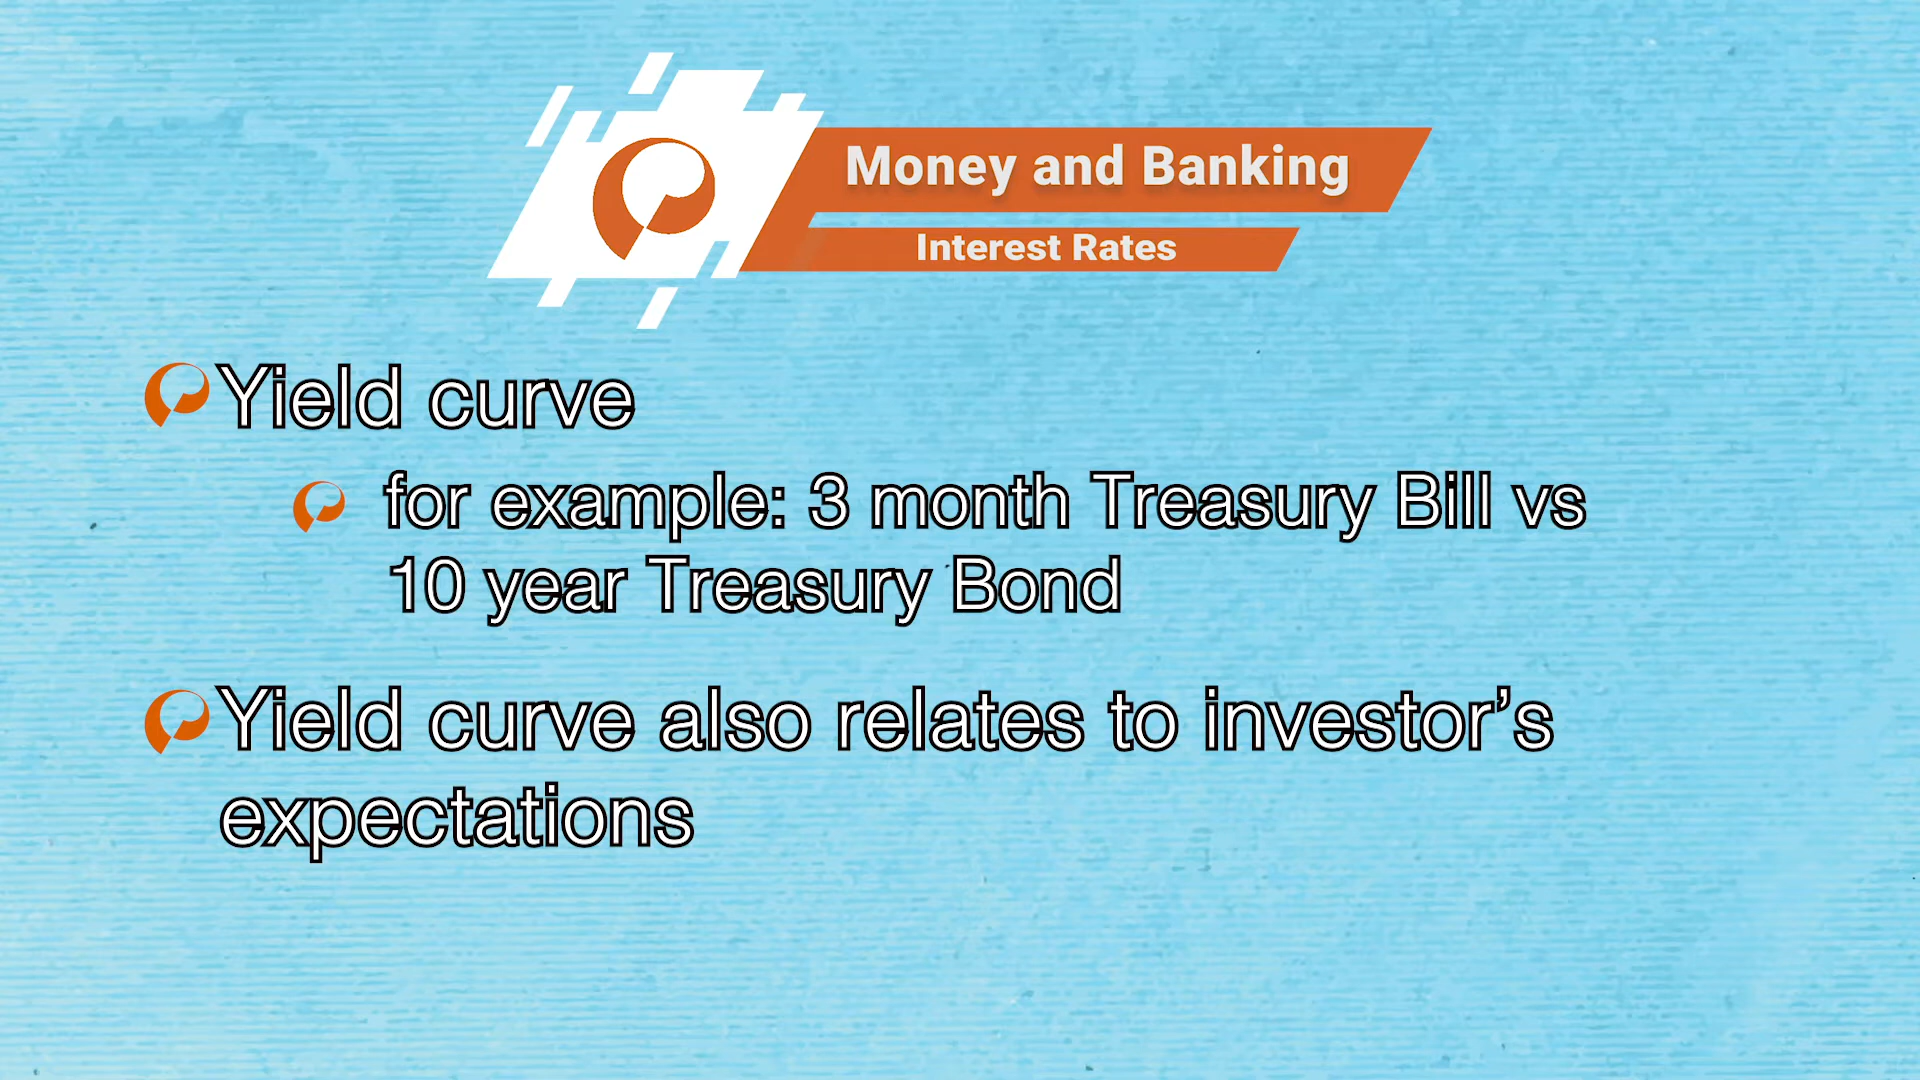 Money and Banking
Interest Rates
Yield curve
for example: 3 month Treasury Bill vs
10 year Treasury Bond
Yield curve also relates to investor’s
expectations